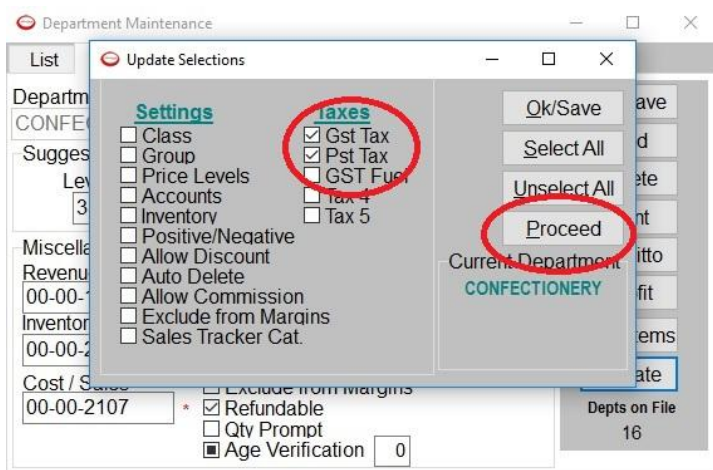 Department Maintenance
List
Update Selections
Departm
CONFE
Sugges
Lev
3
Miscella
Revenu
00-00-1
Inventor
00-00-2
Cost / Sales
00-00-2107
Settings
Class
Group
Price Levels
Accounts
Inventory
Positive/Negative
Allow Discount
Auto Delete
Allow Commission
Exclude from Margins
Sales Tracker Cat.
Taxes
Gst Tax
Pst Tax
GST Fuel
Tax 4
Tax 5
Ok/Save
Select All
Unselect All
Proceed
Current Department
CONFECTIONERY
ave
d
ete
nt
itto
fit
tems
ate
Exclude from Margins
* Refundable
Qty Prompt
Age Verification 0
Depts on File
16